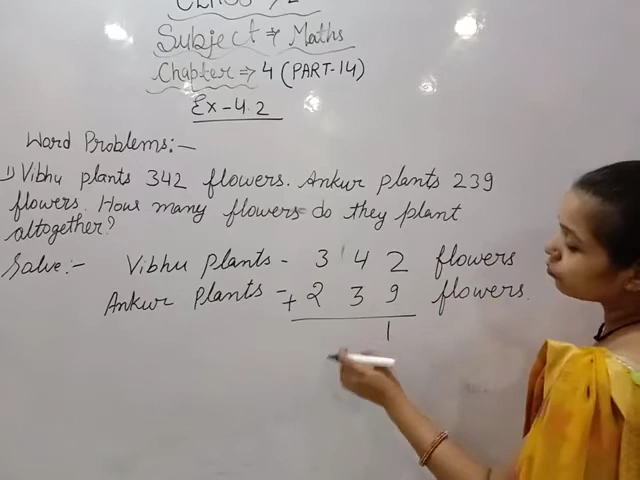 Subject ⇒ Maths
Chapter ⇒ 4 (PART-14)
Ex-4.2
Word Problems:-
1) Vibhu plants 342 flowers. Ankur plants 239
flowers. How many flowers do they plant
altogether?
Solve:- Vibhu plants - 3 4 2 flowers
Ankur plants - + 2 3 9 flowers.
1